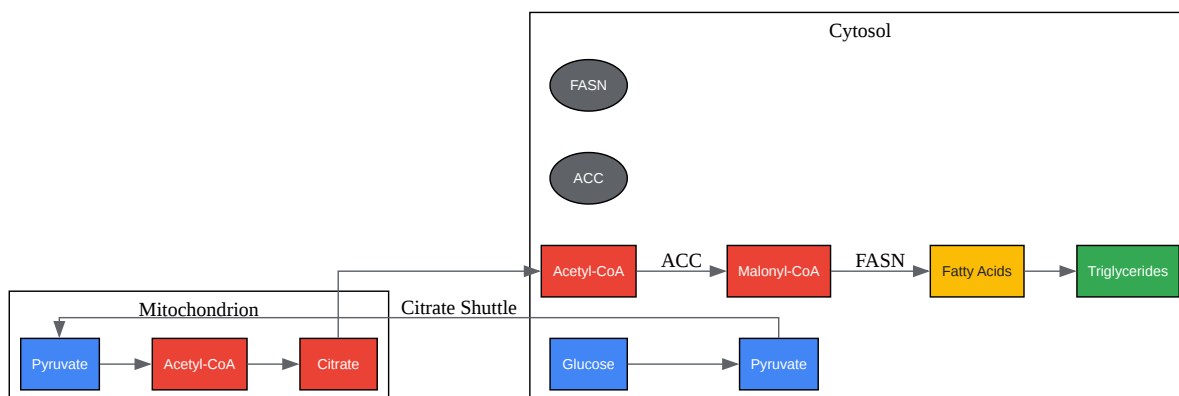 Cytosol
FASN
ACC
Acetyl-CoA
ACC
Malonyl-CoA
FASN
Fatty Acids
Triglycerides
Mitochondrion
Citrate Shuttle
Pyruvate
Acetyl-CoA
Citrate
Glucose
Pyruvate